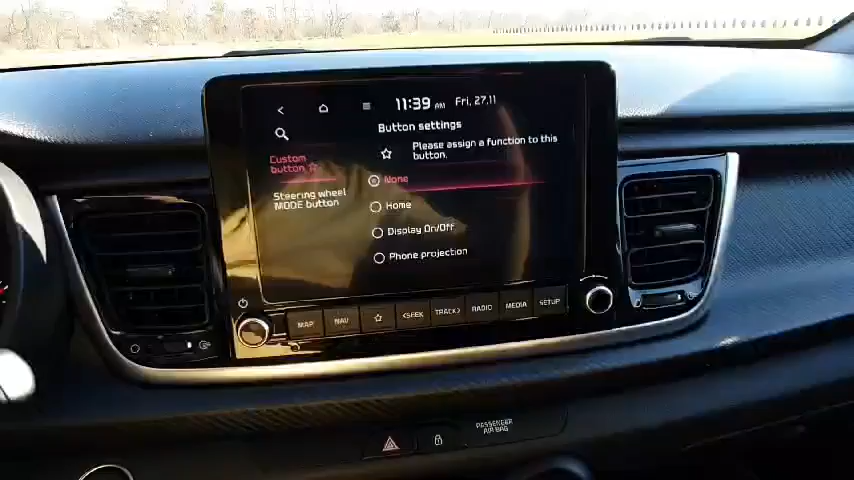 11:39 AM Fri, 27.11
Button settings
Custom
button
Please assign a function to this
button.
None
Steering wheel
MODE button
Home
Display On/Off
Phone projection
MAP
NAV
<SEEK
TRACK>
RADIO
MEDIA
SETUP
PASSENGER
AIR BAG